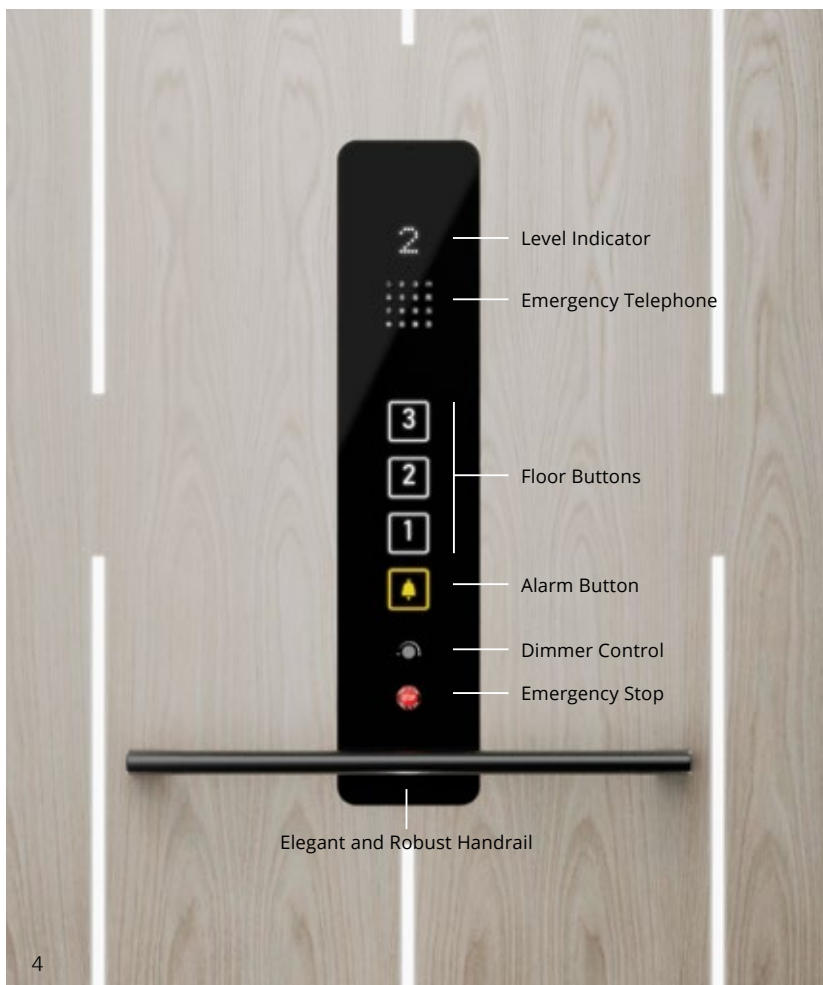 2
Level Indicator
Emergency Telephone
3
2
Floor Buttons
1
Alarm Button
Dimmer Control
Emergency Stop
Elegant and Robust Handrail
4